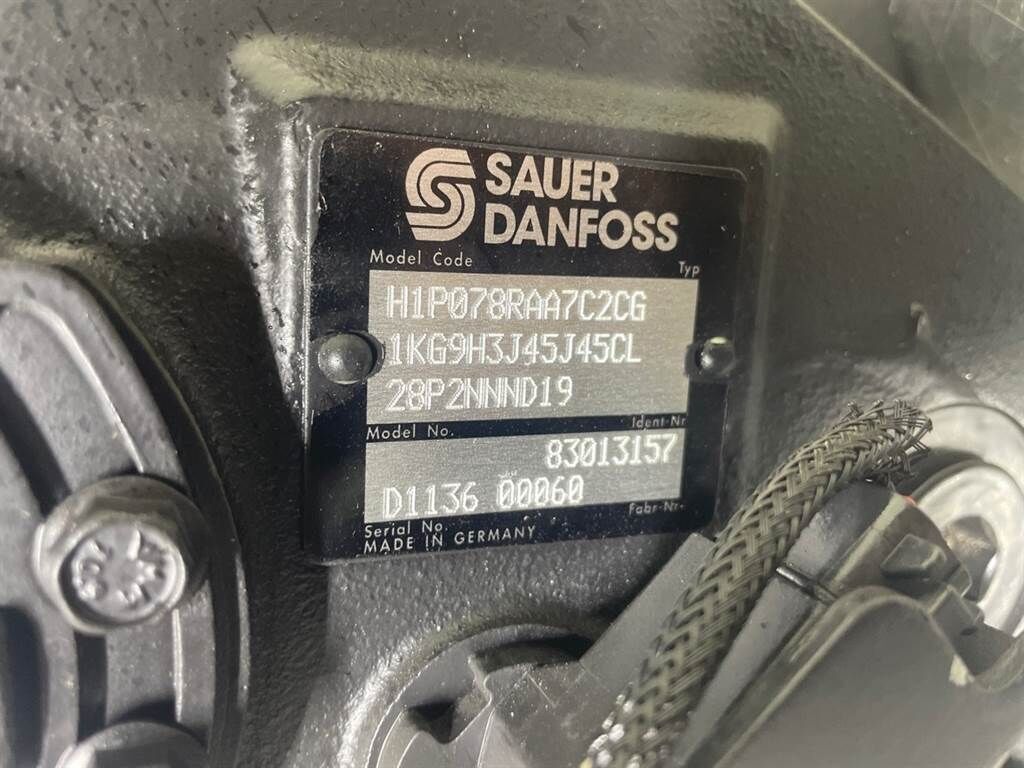 SAUER
DANFOSS
Model Code Typ
H1P078RAA7C2CG
1KG9H3J45J45CL
28P2NNND19
Model No. Ident Nr
83013157
D1136 00060
Serial No. Fabr-Nr.
MADE IN GERMANY